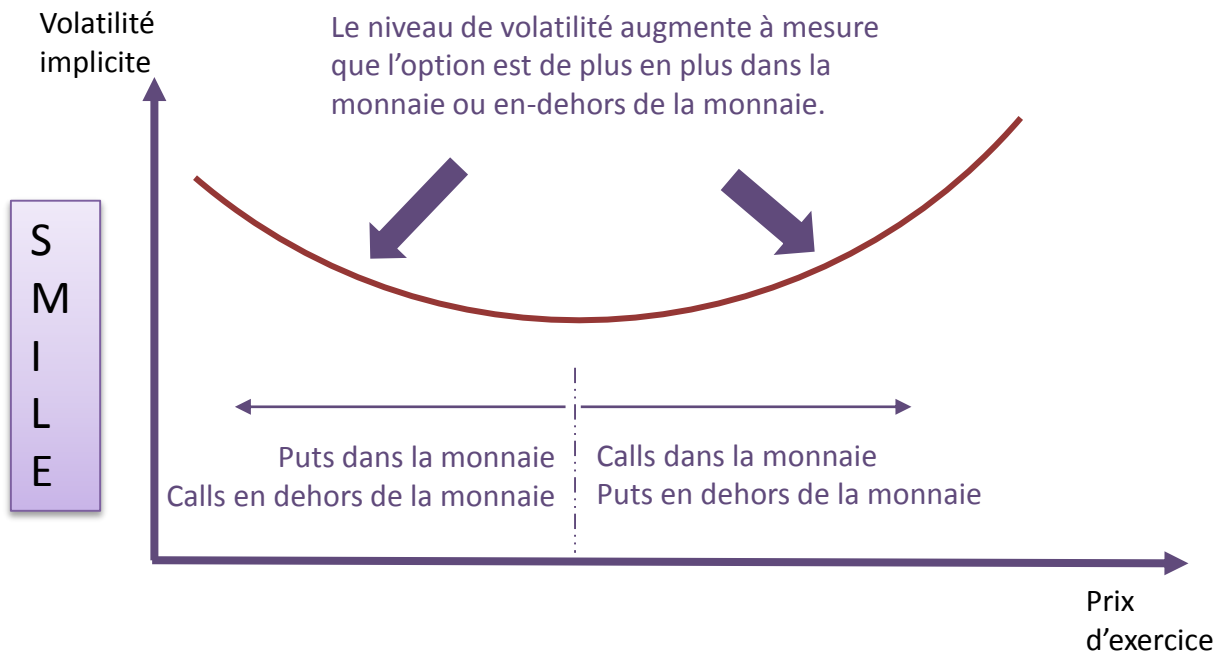 Volatilité
implicite
Le niveau de volatilité augmente à mesure
que l’option est de plus en plus dans la
monnaie ou en-dehors de la monnaie.
S
M
I
L
E
Puts dans la monnaie
Calls en dehors de la monnaie
Calls dans la monnaie
Puts en dehors de la monnaie
Prix
d’exercice